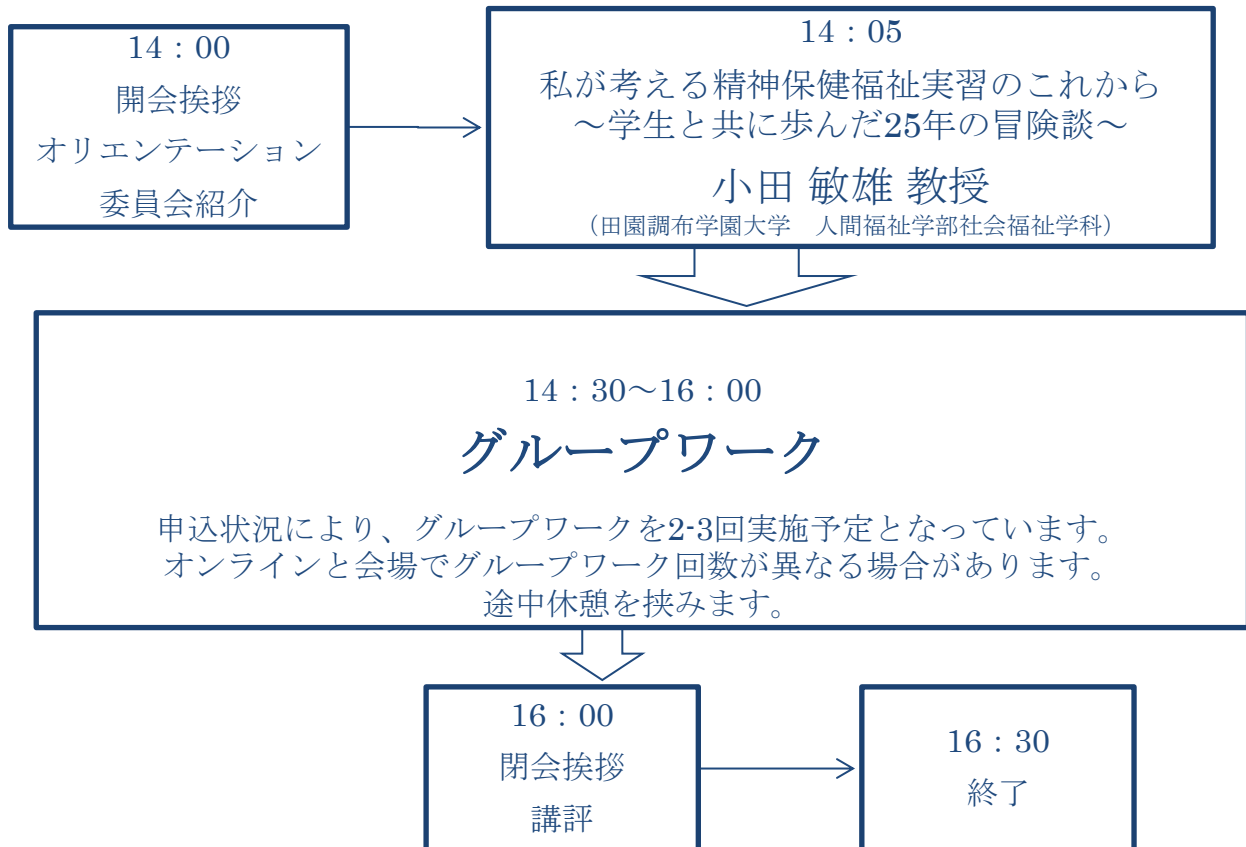 14：00
開会挨拶
オリエンテーション
委員会紹介
14：05
私が考える精神保健福祉実習のこれから
～学生と共に歩んだ25年の冒険談～
小田 敏雄 教授
（田園調布学園大学　人間福祉学部社会福祉学科）
14：30～16：00
グループワーク
申込状況により、グループワークを2-3回実施予定となっています。
オンラインと会場でグループワーク回数が異なる場合があります。
途中休憩を挟みます。
16：00
閉会挨拶
講評
16：30
終了